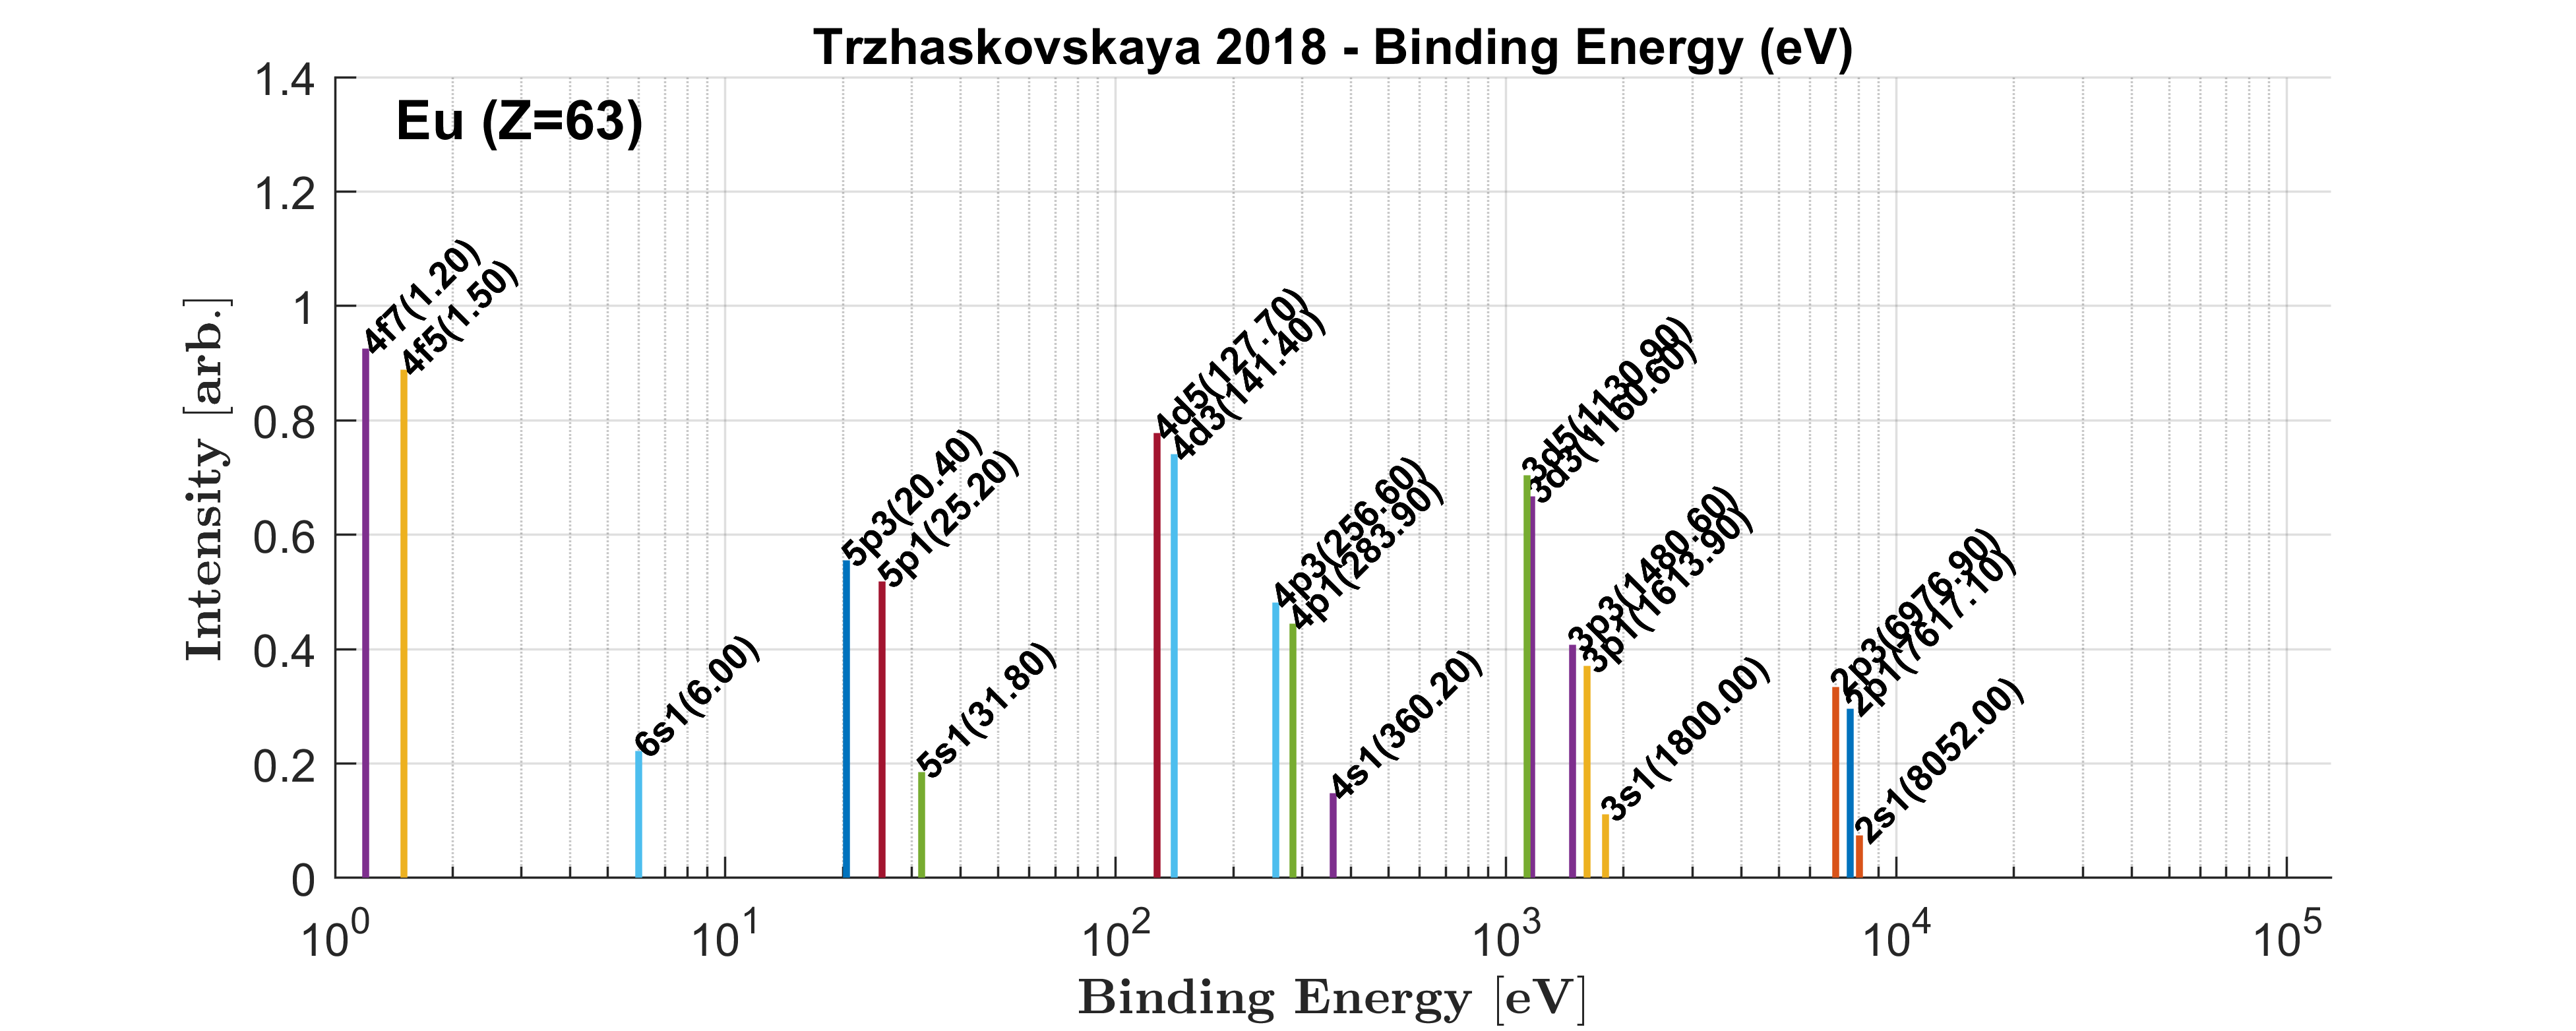 Trzhaskovskaya 2018 - Binding Energy (eV)
Eu (Z=63)
Intensity [arb.]
1.4
1.2
1
0.8
0.6
0.4
0.2
0
4f7(1.20)
4f5(1.50)
6s1(6.00)
5p3(20.40)
5p1(25.20)
5s1(31.80)
4d5(127.70)
4d3(141.40)
4p3(256.60)
4p1(283.90)
4s1(360.20)
3d5(1130.90)
3d3(1160.60)
3p3(1480.60)
3p1(1613.90)
3s1(1800.00)
2p3(6976.90)
2p1(7617.10)
2s1(8052.00)
10^0 10^1 10^2 10^3 10^4 10^5
Binding Energy [eV]